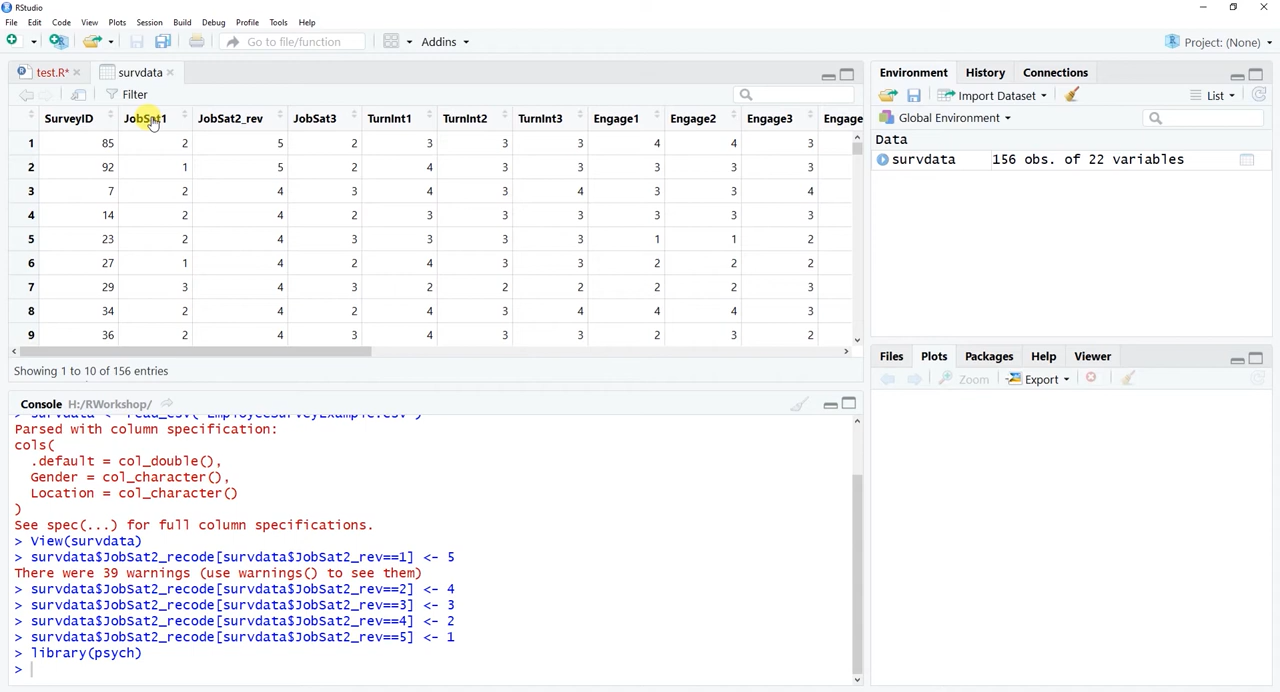 RStudio
File Edit Code View Plots Session Build Debug Profile Tools Help
Go to file/function Addins Project: (None)
test.R* survdata
Filter
SurveyID JobSat1 JobSat2_rev JobSat3 TurnInt1 TurnInt2 TurnInt3 Engage1 Engage2 Engage3 Engage
1 85 2 5 2 3 3 3 4 4 3
2 92 1 5 2 4 3 3 3 3 3
3 7 2 4 3 4 3 4 3 3 4
4 14 2 4 2 3 3 3 3 3 3
5 23 2 4 3 3 3 3 1 1 2
6 27 1 4 2 4 3 3 2 2 2
7 29 3 4 3 2 2 2 2 2 3
8 34 2 4 2 4 3 4 4 4 3
9 36 2 4 3 4 3 3 2 3 2
Showing 1 to 10 of 156 entries
Console H:/RWorkshop/
> survdata <- read_csv("EmployeeSurveyExample.csv")
Parsed with column specification:
cols(
.default = col_double(),
Gender = col_character(),
Location = col_character()
)
See spec(...) for full column specifications.
> View(survdata)
> survdata$JobSat2_recode[survdata$JobSat2_rev==1] <- 5
There were 39 warnings (use warnings() to see them)
> survdata$JobSat2_recode[survdata$JobSat2_rev==2] <- 4
> survdata$JobSat2_recode[survdata$JobSat2_rev==3] <- 3
> survdata$JobSat2_recode[survdata$JobSat2_rev==4] <- 2
> survdata$JobSat2_recode[survdata$JobSat2_rev==5] <- 1
> library(psych)
>
Environment History Connections
Import Dataset List
Global Environment
Data
survdata 156 obs. of 22 variables
Files Plots Packages Help Viewer
Zoom Export